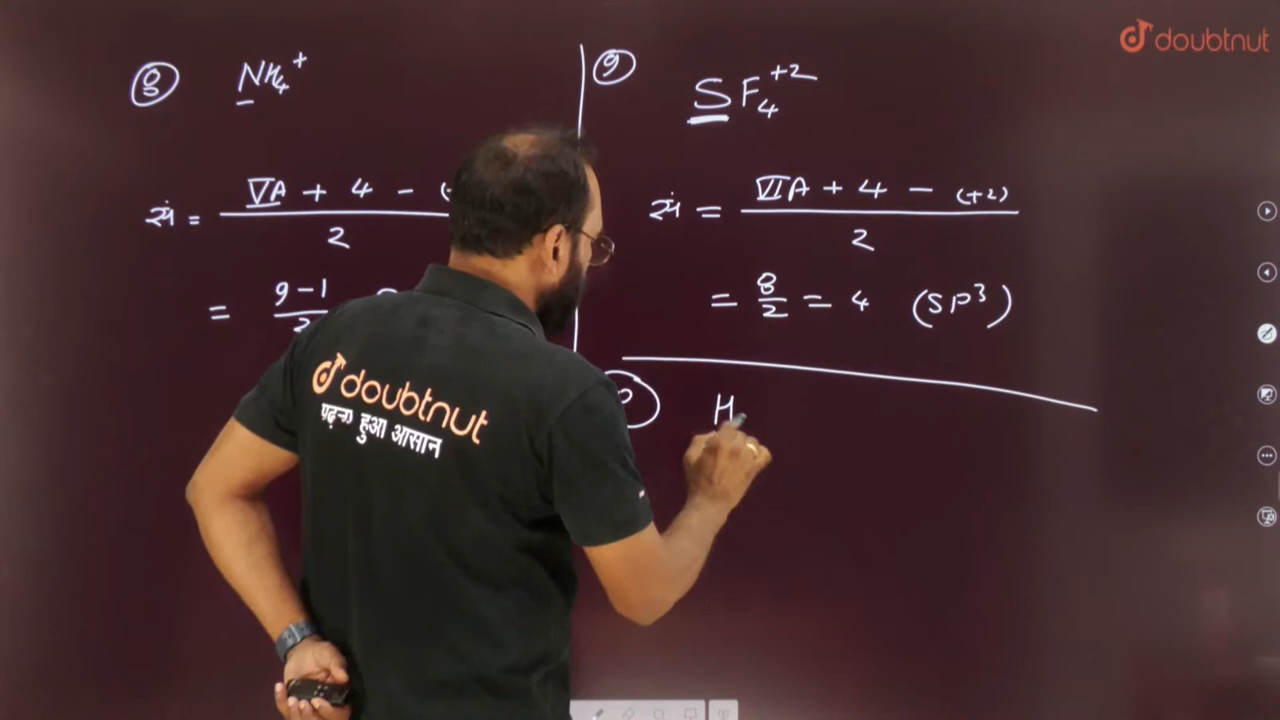 doubtnut
⑧ NH₄⁺
सं = VA + 4 - ( / 2
= 9-1 / 2
⑨ SF₄⁺²
सं = VIA + 4 - (+2) / 2
= 8/2 = 4 (SP³)
H
doubtnut
पढ़ना हुआ आसान